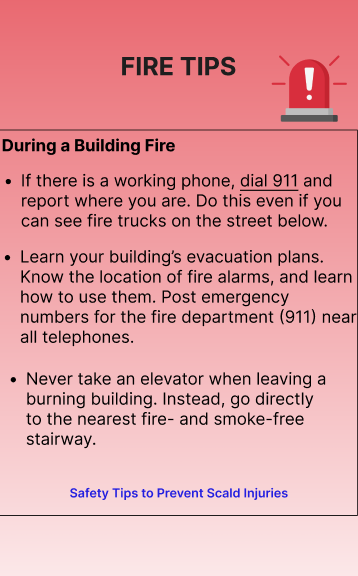 FIRE TIPS
During a Building Fire
• If there is a working phone, dial 911 and
report where you are. Do this even if you
can see fire trucks on the street below.
• Learn your building’s evacuation plans.
Know the location of fire alarms, and learn
how to use them. Post emergency
numbers for the fire department (911) near
all telephones.
• Never take an elevator when leaving a
burning building. Instead, go directly
to the nearest fire- and smoke-free
stairway.
Safety Tips to Prevent Scald Injuries